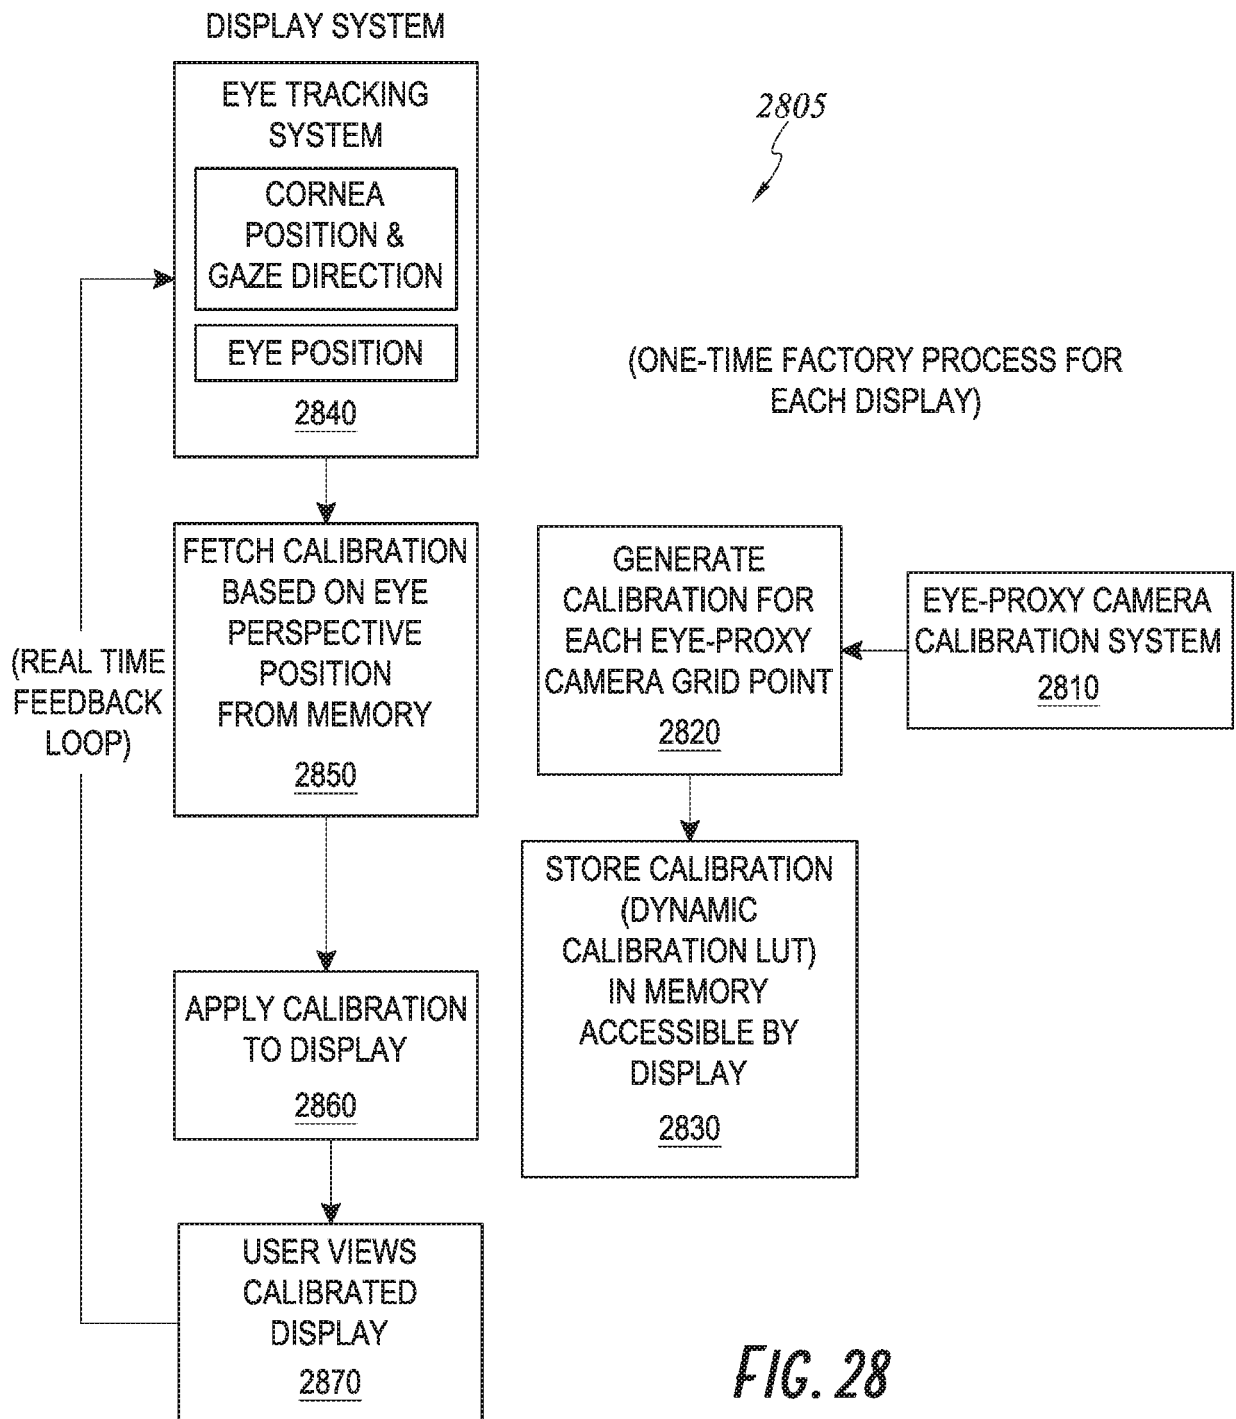 DISPLAY SYSTEM
EYE TRACKING
SYSTEM
CORNEA
POSITION &
GAZE DIRECTION
EYE POSITION
2840
2805
(ONE-TIME FACTORY PROCESS FOR
EACH DISPLAY)
FETCH CALIBRATION
BASED ON EYE
PERSPECTIVE
POSITION
FROM MEMORY
2850
(REAL TIME
FEEDBACK
LOOP)
GENERATE
CALIBRATION FOR
EACH EYE-PROXY
CAMERA GRID POINT
2820
EYE-PROXY CAMERA
CALIBRATION SYSTEM
2810
STORE CALIBRATION
(DYNAMIC
CALIBRATION LUT)
IN MEMORY
ACCESSIBLE BY
DISPLAY
2830
APPLY CALIBRATION
TO DISPLAY
2860
USER VIEWS
CALIBRATED
DISPLAY
2870
FIG. 28